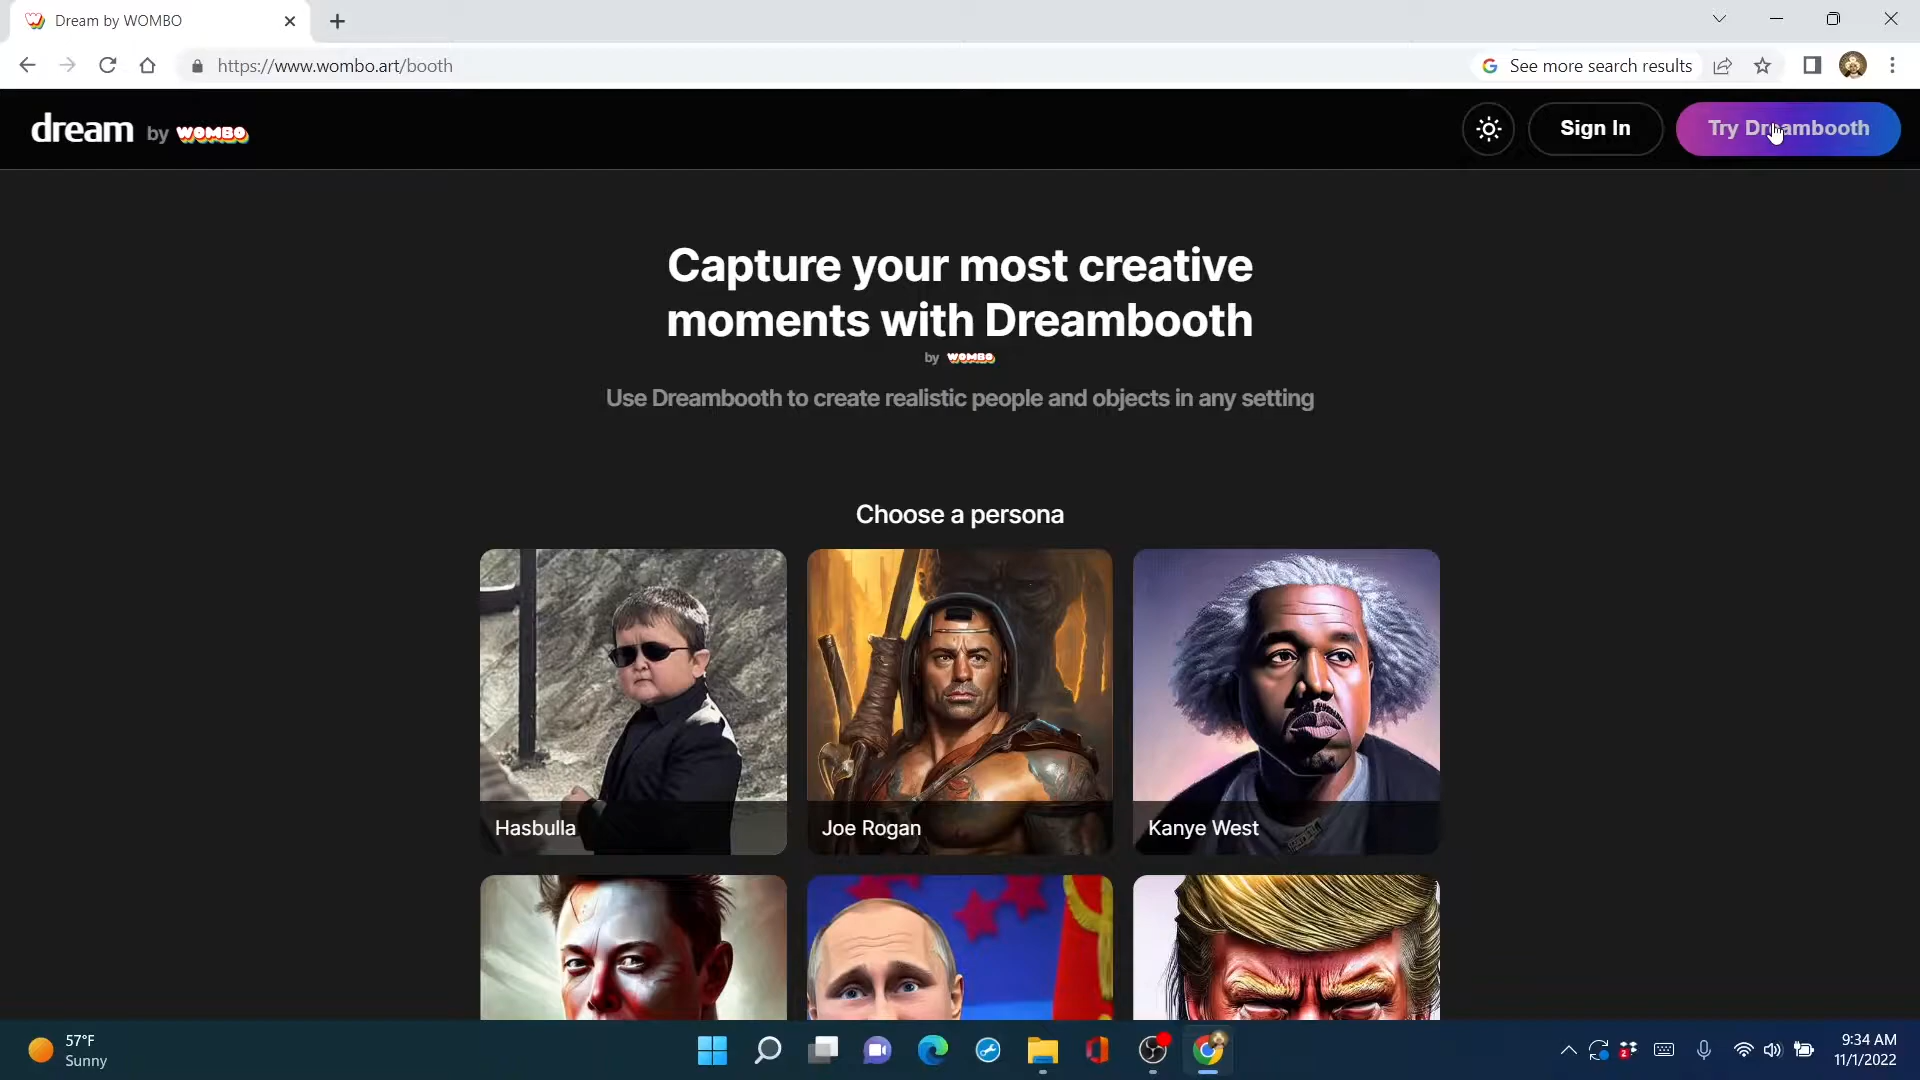 Dream by WOMBO
https://www.wombo.art/booth
See more search results
dream by WOMBO
Sign In
Try Dreambooth
Capture your most creative
moments with Dreambooth
by WOMBO
Use Dreambooth to create realistic people and objects in any setting
Choose a persona
Hasbulla
Joe Rogan
Kanye West
57°F
Sunny
2
9:34 AM
11/1/2022